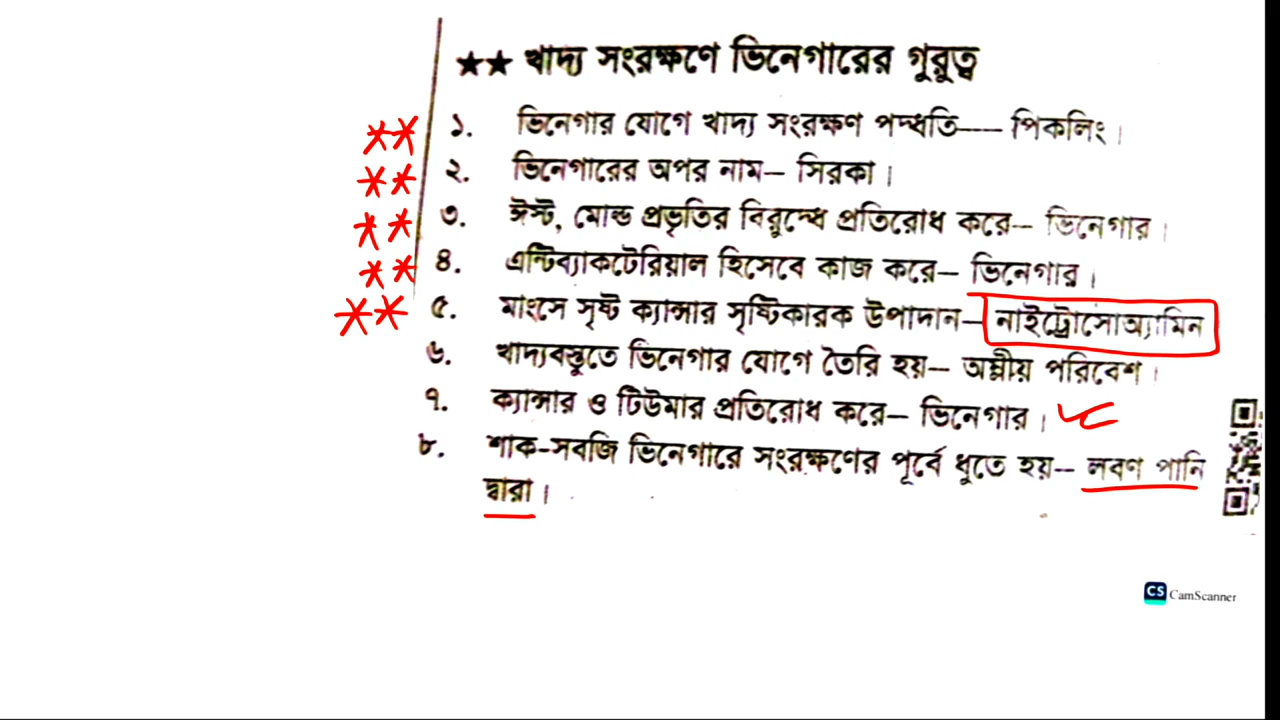 ★★ খাদ্য সংরক্ষণে ভিনেগারের গুরুত্ব
১. ভিনেগার যোগে খাদ্য সংরক্ষণ পদ্ধতি— পিকলিং।
২. ভিনেগারের অপর নাম– সিরকা।
৩. ঈস্ট, মোল্ড প্রভৃতির বিরুদ্ধে প্রতিরোধ করে– ভিনেগার।
৪. এন্টিব্যাকটেরিয়াল হিসেবে কাজ করে– ভিনেগার।
৫. মাংসে সৃষ্ট ক্যান্সার সৃষ্টিকারক উপাদান– নাইট্রোসোঅ্যামিন
৬. খাদ্যবস্তুতে ভিনেগার যোগে তৈরি হয়– অম্লীয় পরিবেশ।
৭. ক্যান্সার ও টিউমার প্রতিরোধ করে– ভিনেগার।
৮. শাক-সবজি ভিনেগারে সংরক্ষণের পূর্বে ধুতে হয়– লবণ পানি
দ্বারা।
CS CamScanner